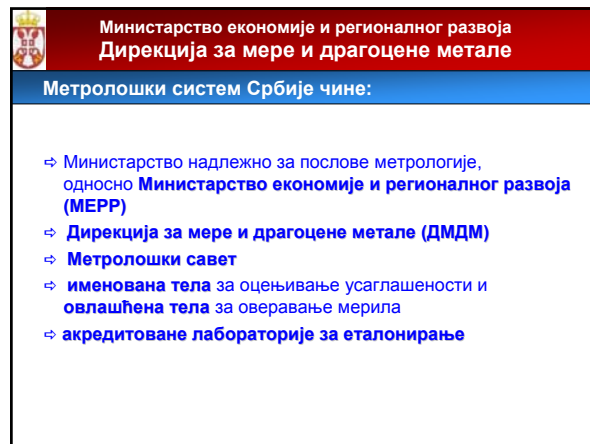 Министарство економије и регионалног развоја
Дирекција за мере и драгоцене метале
Метролошки систем Србије чине:
⇨ Министарство надлежно за послове метрологије,
односно Министарство економије и регионалног развоја
(МЕРР)
⇨ Дирекција за мере и драгоцене метале (ДМДМ)
⇨ Метролошки савет
⇨ именована тела за оцењивање усаглашености и
овлашћена тела за оверавање мерила
⇨ акредитоване лабораторије за еталонирање